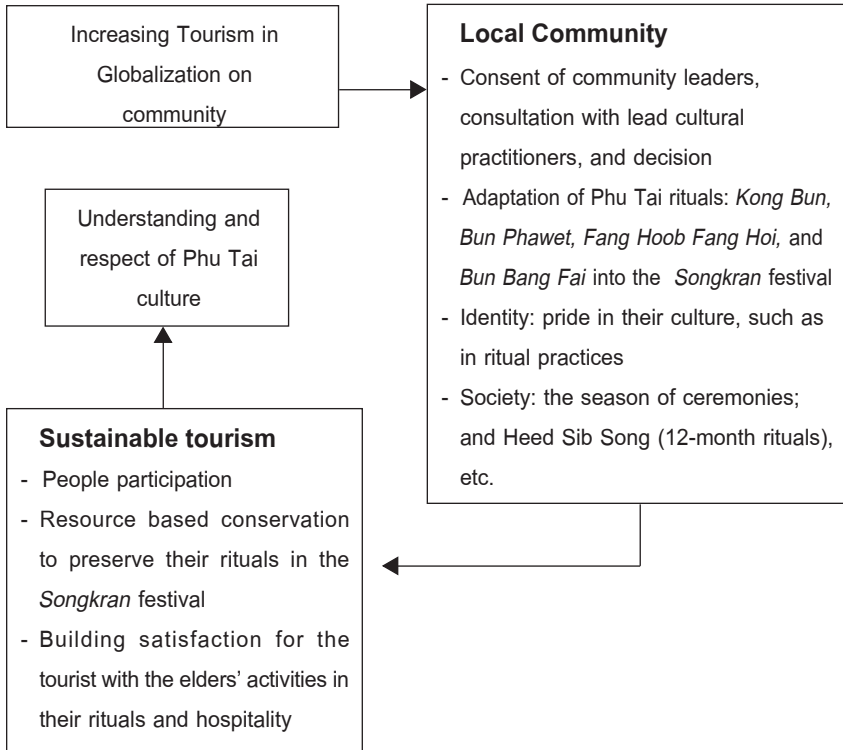 Increasing Tourism in
Globalization on
community
Local Community
- Consent of community leaders,
consultation with lead cultural
practitioners, and decision
- Adaptation of Phu Tai rituals: Kong Bun,
Bun Phawet, Fang Hoob Fang Hoi, and
Bun Bang Fai into the Songkran festival
- Identity: pride in their culture, such as
in ritual practices
- Society: the season of ceremonies;
and Heed Sib Song (12-month rituals),
etc.
Sustainable tourism
- People participation
- Resource based conservation
to preserve their rituals in the
Songkran festival
- Building satisfaction for the
tourist with the elders’ activities in
their rituals and hospitality
Understanding and
respect of Phu Tai
culture